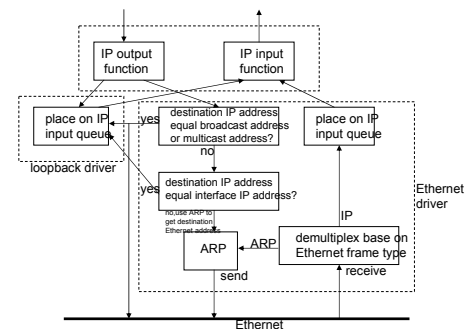 IP output
function
IP input
function
place on IP
input queue
loopback driver
yes
destination IP address
equal broadcast address
or multicast address?
no
place on IP
input queue
yes
destination IP address
equal interface IP address?
no,use ARP to
get destination
Ethernet address
Ethernet
driver
IP
ARP
ARP
demultiplex base on
Ethernet frame type
send
receive
Ethernet